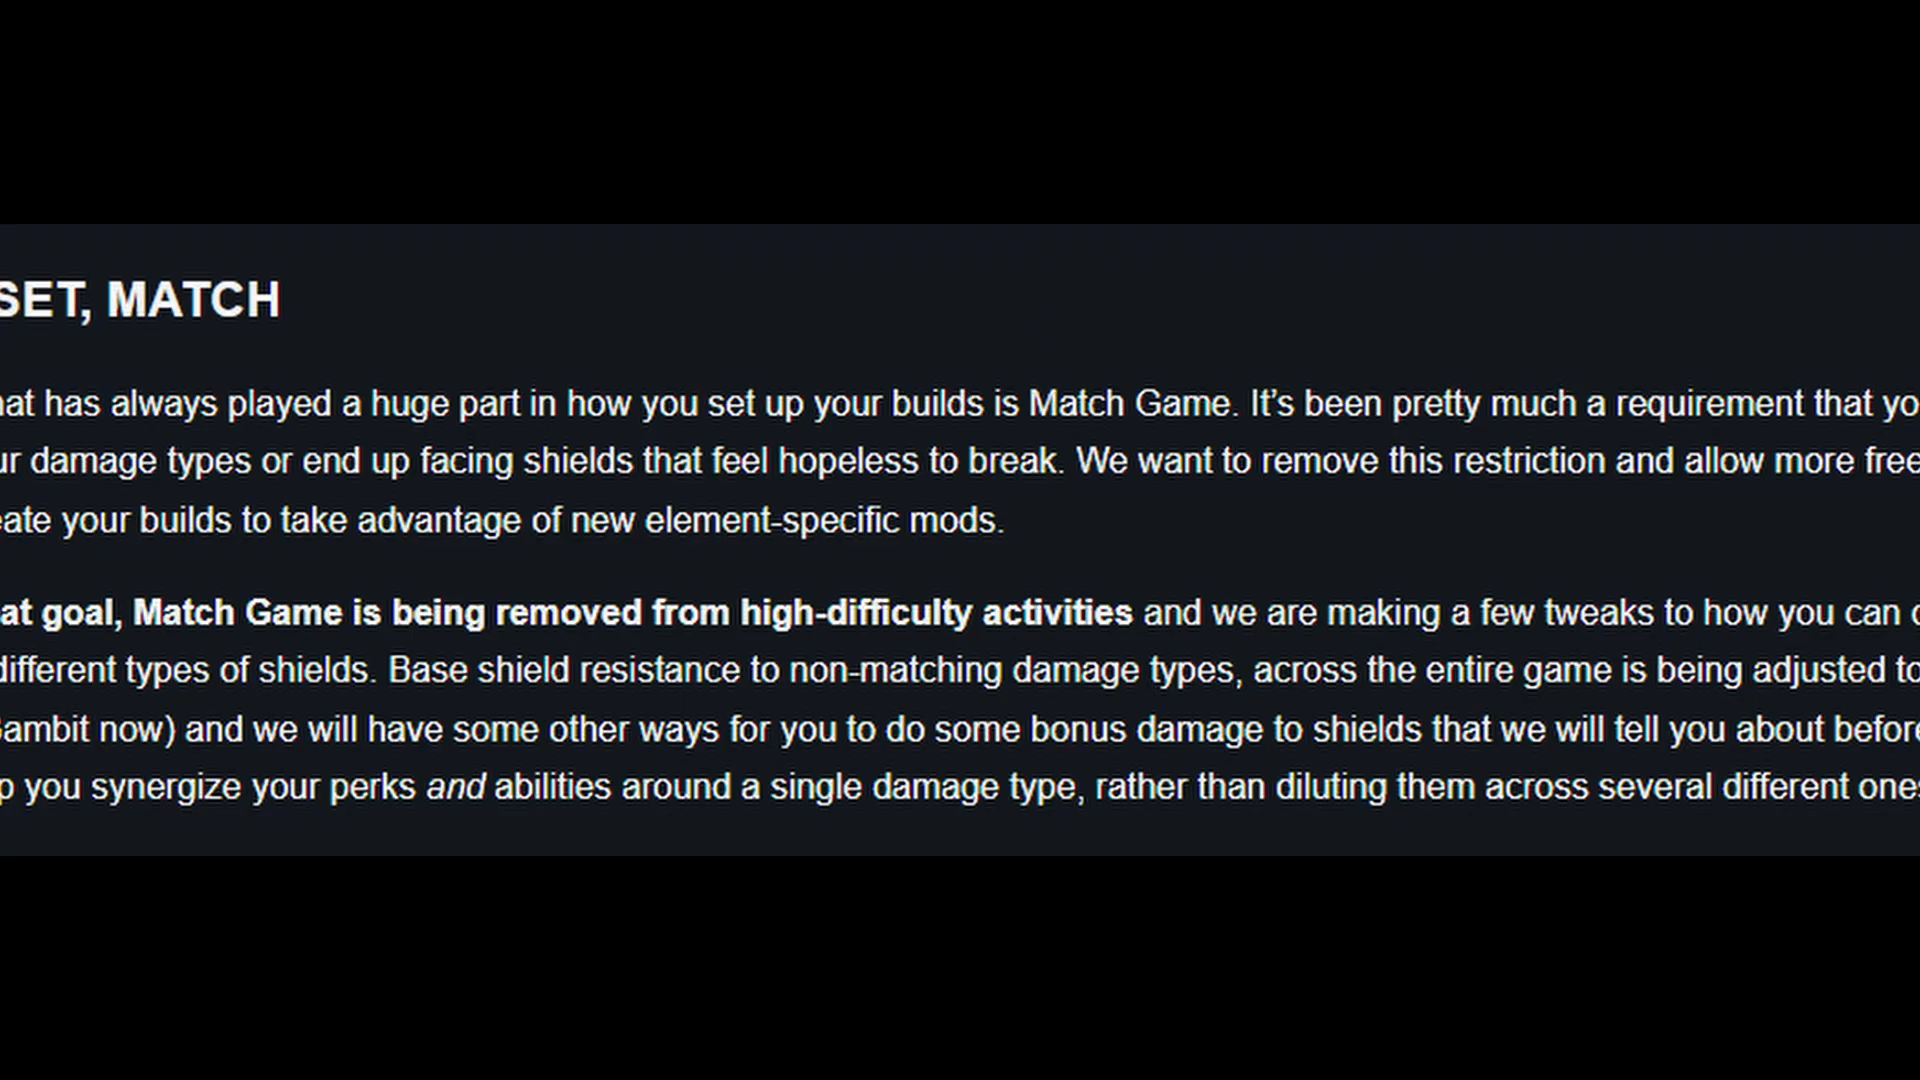 SET, MATCH
has always played a huge part in how you set up your builds is Match Game. It’s been pretty much a requirement that
damage types or end up facing shields that feel hopeless to break. We want to remove this restriction and allow more
your builds to take advantage of new element-specific mods.
goal, Match Game is being removed from high-difficulty activities and we are making a few tweaks to how you can
different types of shields. Base shield resistance to non-matching damage types, across the entire game is being adjusted to
Gambit now) and we will have some other ways for you to do some bonus damage to shields that we will tell you about before
you synergize your perks and abilities around a single damage type, rather than diluting them across several different ones